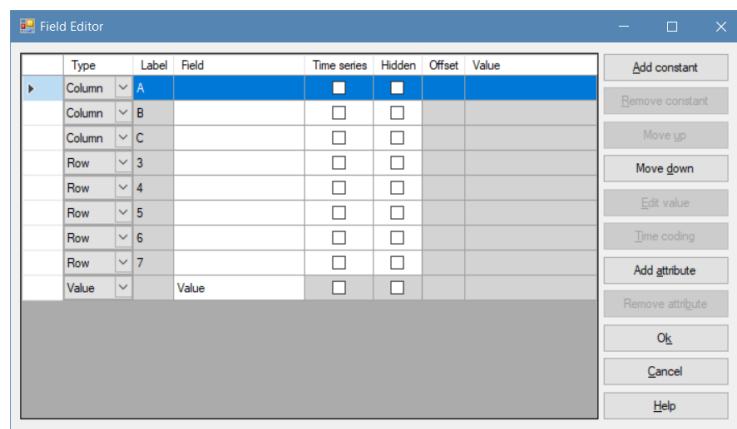 Field Editor
Type Label Field Time series Hidden Offset Value
Column A
Column B
Column C
Row 3
Row 4
Row 5
Row 6
Row 7
Value Value
Add constant
Remove constant
Move up
Move down
Edit value
Time coding
Add attribute
Remove attribute
Ok
Cancel
Help